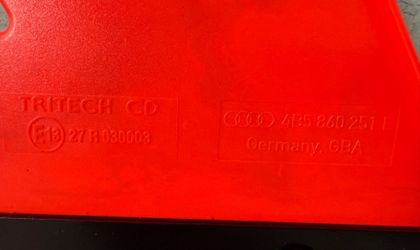 TRITECH CD
E13 27 R 030003
4B5 860 251 E
Germany, GBA